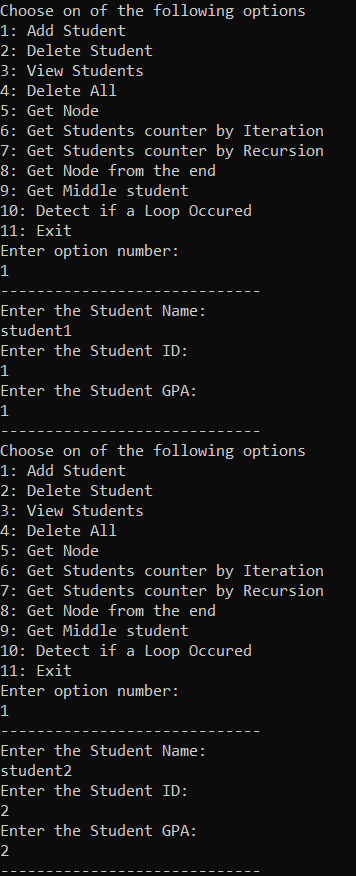 Choose on of the following options
1: Add Student
2: Delete Student
3: View Students
4: Delete All
5: Get Node
6: Get Students counter by Iteration
7: Get Students counter by Recursion
8: Get Node from the end
9: Get Middle student
10: Detect if a Loop Occured
11: Exit
Enter option number:
1
-----------------------------
Enter the Student Name:
student1
Enter the Student ID:
1
Enter the Student GPA:
1
-----------------------------
Choose on of the following options
1: Add Student
2: Delete Student
3: View Students
4: Delete All
5: Get Node
6: Get Students counter by Iteration
7: Get Students counter by Recursion
8: Get Node from the end
9: Get Middle student
10: Detect if a Loop Occured
11: Exit
Enter option number:
1
-----------------------------
Enter the Student Name:
student2
Enter the Student ID:
2
Enter the Student GPA:
2
-----------------------------